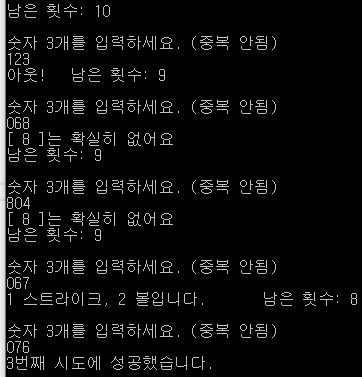 남은 횟수: 10
숫자 3개를 입력하세요. (중복 안됨)
123
아웃! 남은 횟수: 9
숫자 3개를 입력하세요. (중복 안됨)
068
[ 8 ]는 확실히 없어요
남은 횟수: 9
숫자 3개를 입력하세요. (중복 안됨)
804
[ 8 ]는 확실히 없어요
남은 횟수: 9
숫자 3개를 입력하세요. (중복 안됨)
067
1 스트라이크, 2 볼입니다. 남은 횟수: 8
숫자 3개를 입력하세요. (중복 안됨)
076
3번째 시도에 성공했습니다.